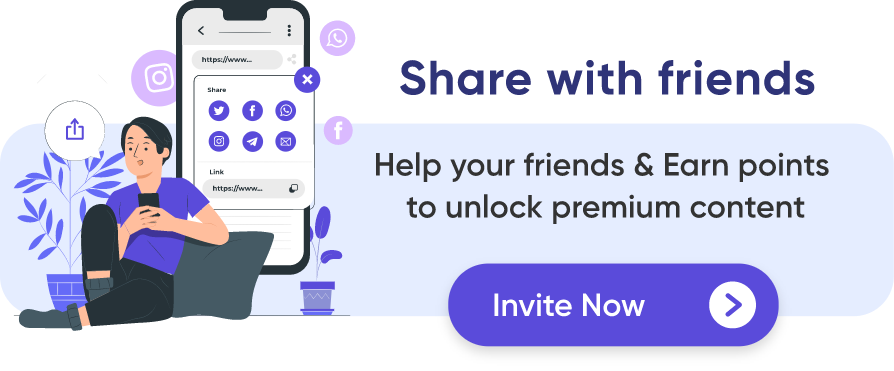 https://www...
Share
Link
https://www...
Share with friends
Help your friends & Earn points
to unlock premium content
Invite Now